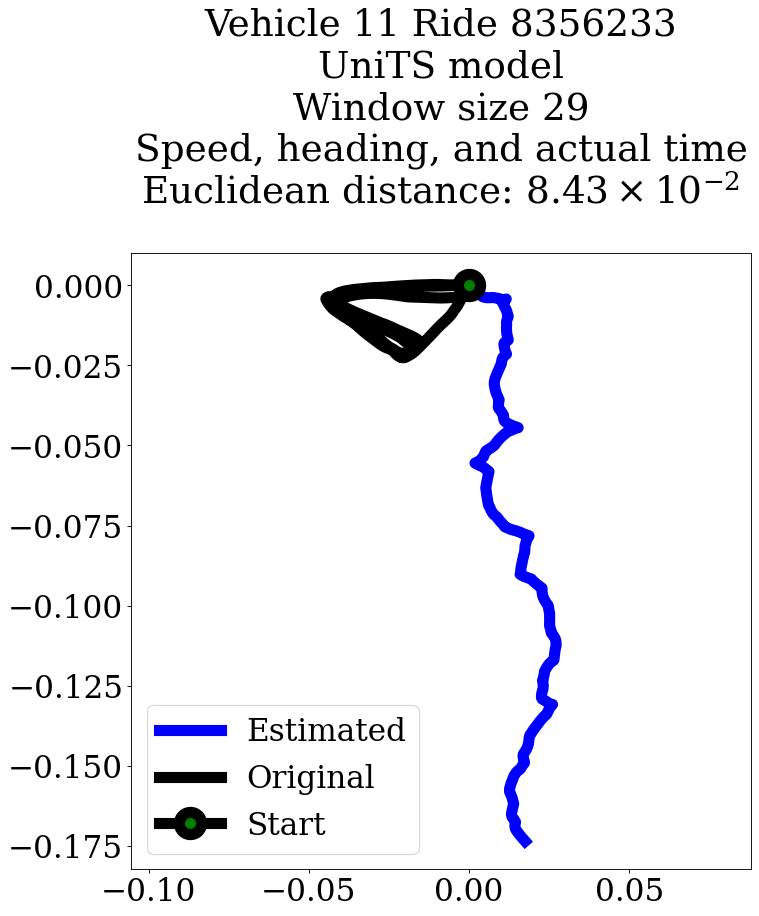 Vehicle 11 Ride 8356233
UniTS model
Window size 29
Speed, heading, and actual time
Euclidean distance: 8.43 × 10⁻²
0.000
−0.025
−0.050
−0.075
−0.100
−0.125
−0.150
−0.175
Estimated
Original
Start
−0.10
−0.05
0.00
0.05